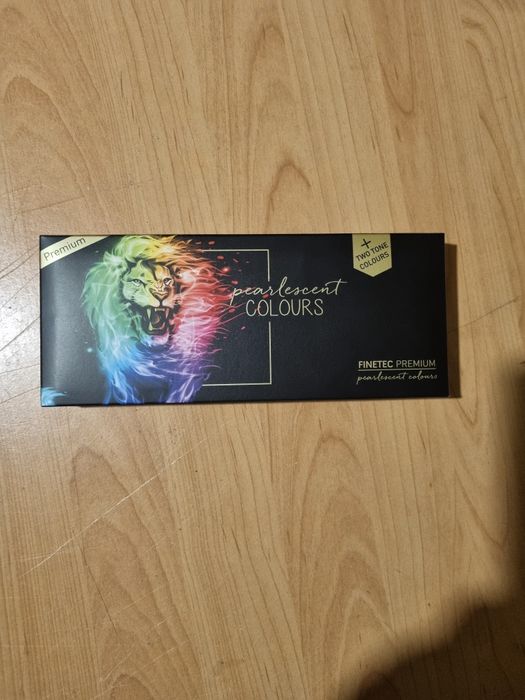 Premium
pearlescent
COLOURS
+
TWO TONE
COLOURS
FINETEC PREMIUM
pearlescent colours